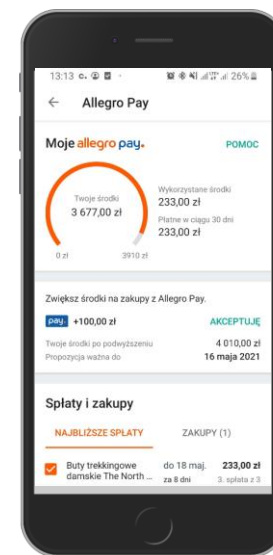 13:13
26%
← Allegro Pay
Moje allegro pay.
POMOC
Twoje środki
3 677,00 zł
0 zł
3910 zł
Wykorzystane środki
233,00 zł
Płatne w ciągu 30 dni
233,00 zł
Zwiększ środki na zakupy z Allegro Pay.
pay. +100,00 zł AKCEPTUJĘ
Twoje środki po podwyższeniu 4 010,00 zł
Propozycja ważna do 16 maja 2021
Spłaty i zakupy
NAJBLIŻSZE SPŁATY ZAKUPY (1)
Buty trekkingowe do 18 maj. 233,00 zł
damskie The North ... za 8 dni 3. spłata z 3